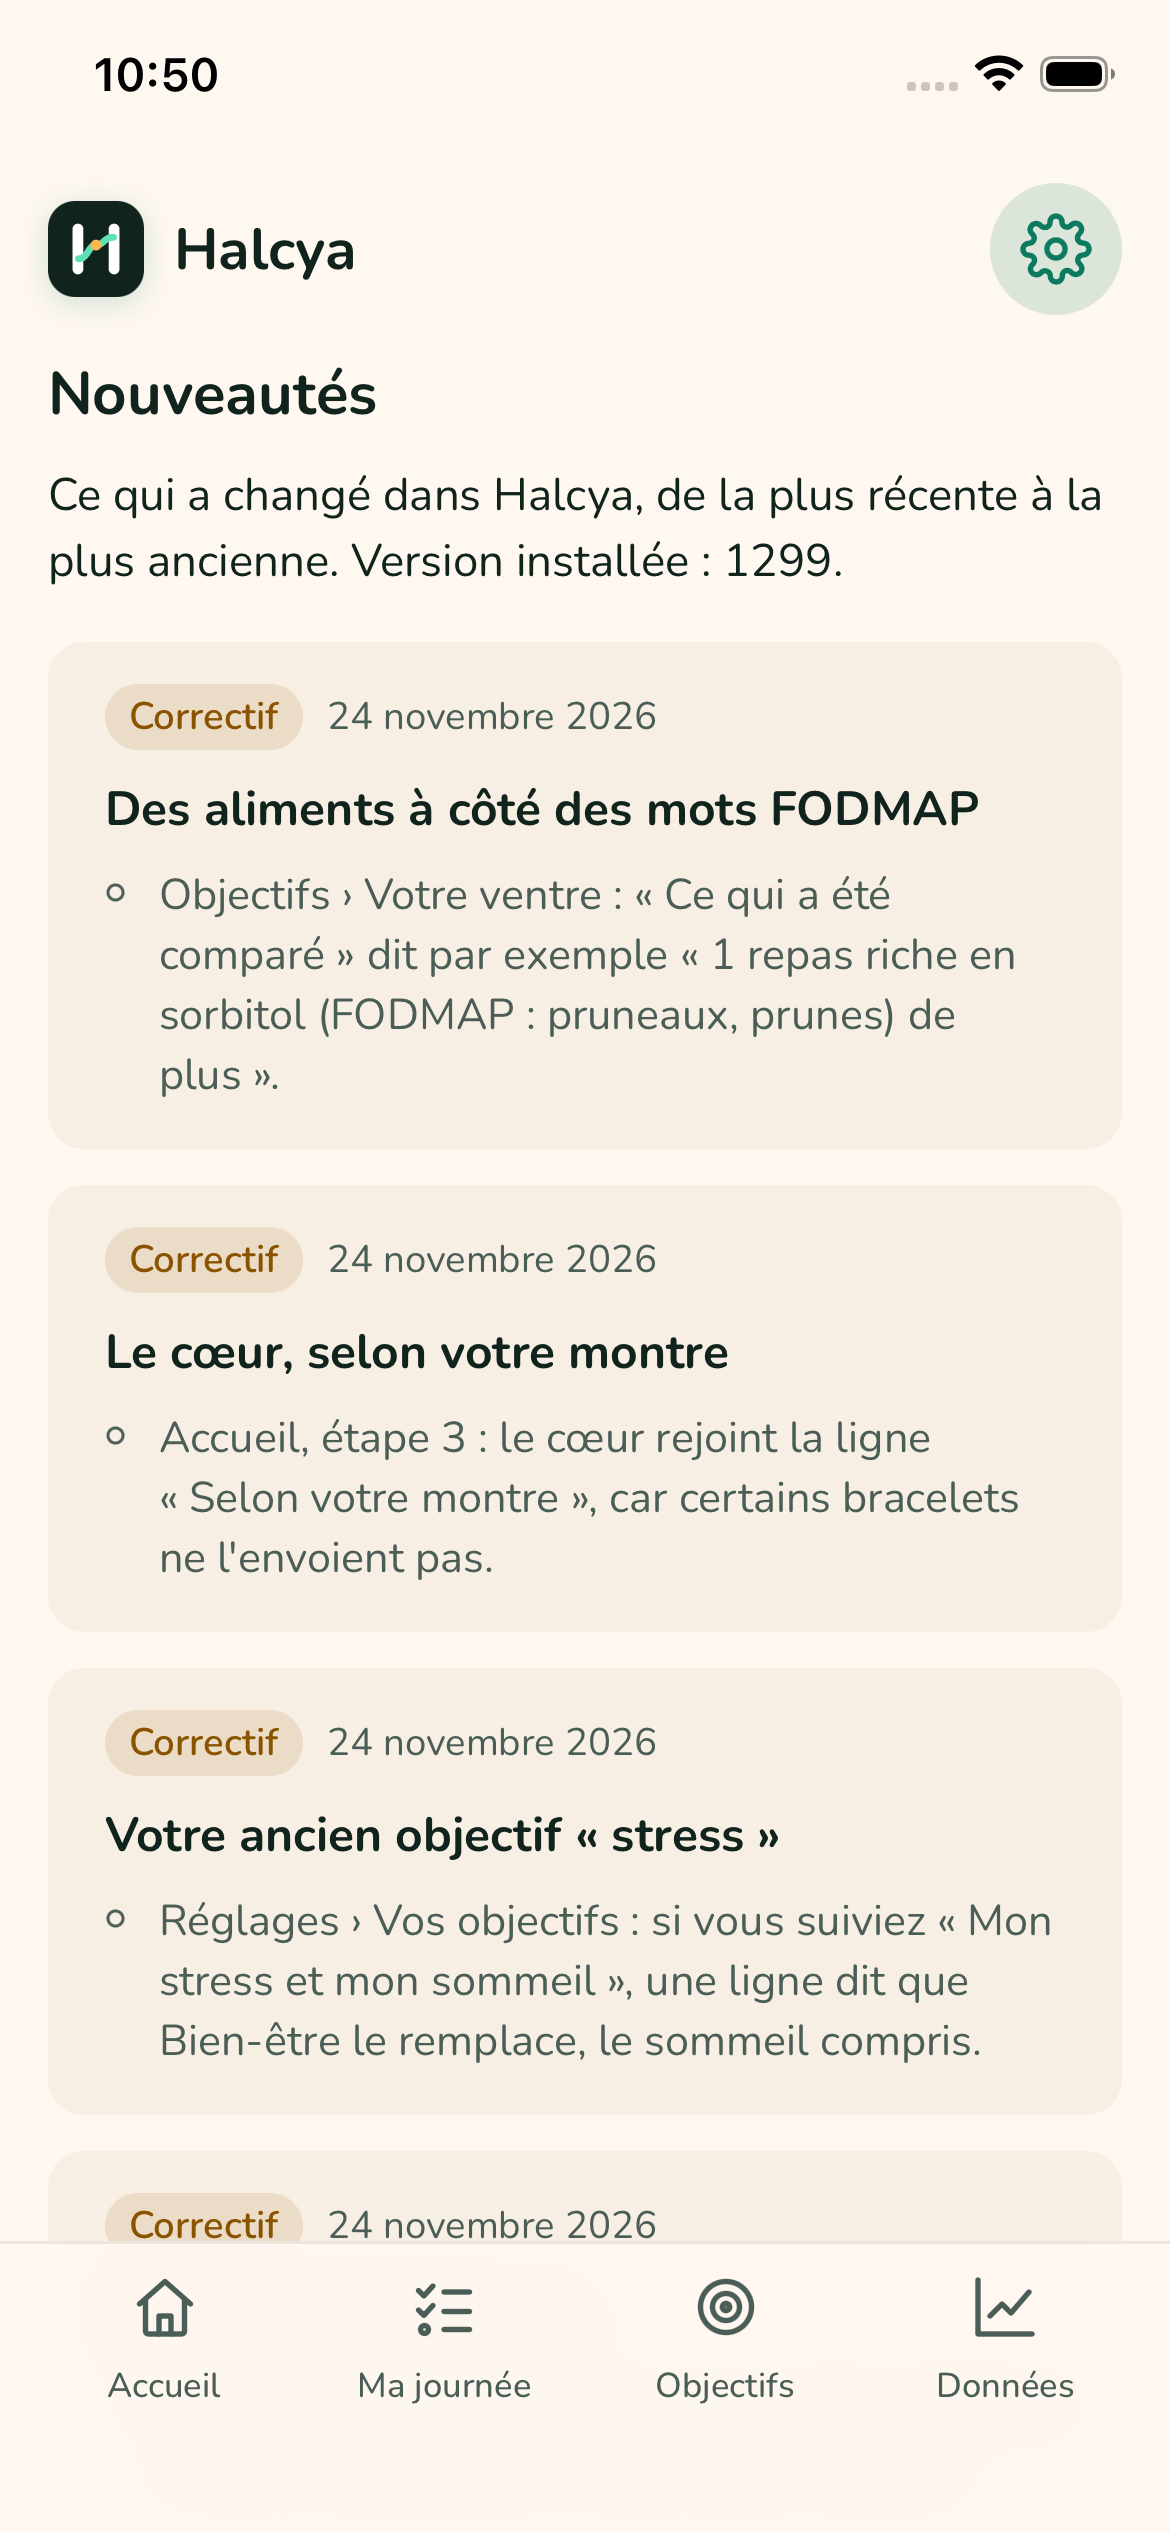 10:50
Halcya
Nouveautés
Ce qui a changé dans Halcya, de la plus récente à la
plus ancienne. Version installée : 1299.
Correctif 24 novembre 2026
Des aliments à côté des mots FODMAP
Objectifs › Votre ventre : « Ce qui a été
comparé » dit par exemple « 1 repas riche en
sorbitol (FODMAP : pruneaux, prunes) de
plus ».
Correctif 24 novembre 2026
Le cœur, selon votre montre
Accueil, étape 3 : le cœur rejoint la ligne
« Selon votre montre », car certains bracelets
ne l'envoient pas.
Correctif 24 novembre 2026
Votre ancien objectif « stress »
Réglages › Vos objectifs : si vous suiviez « Mon
stress et mon sommeil », une ligne dit que
Bien-être le remplace, le sommeil compris.
Correctif 24 novembre 2026
Accueil Ma journée Objectifs Données